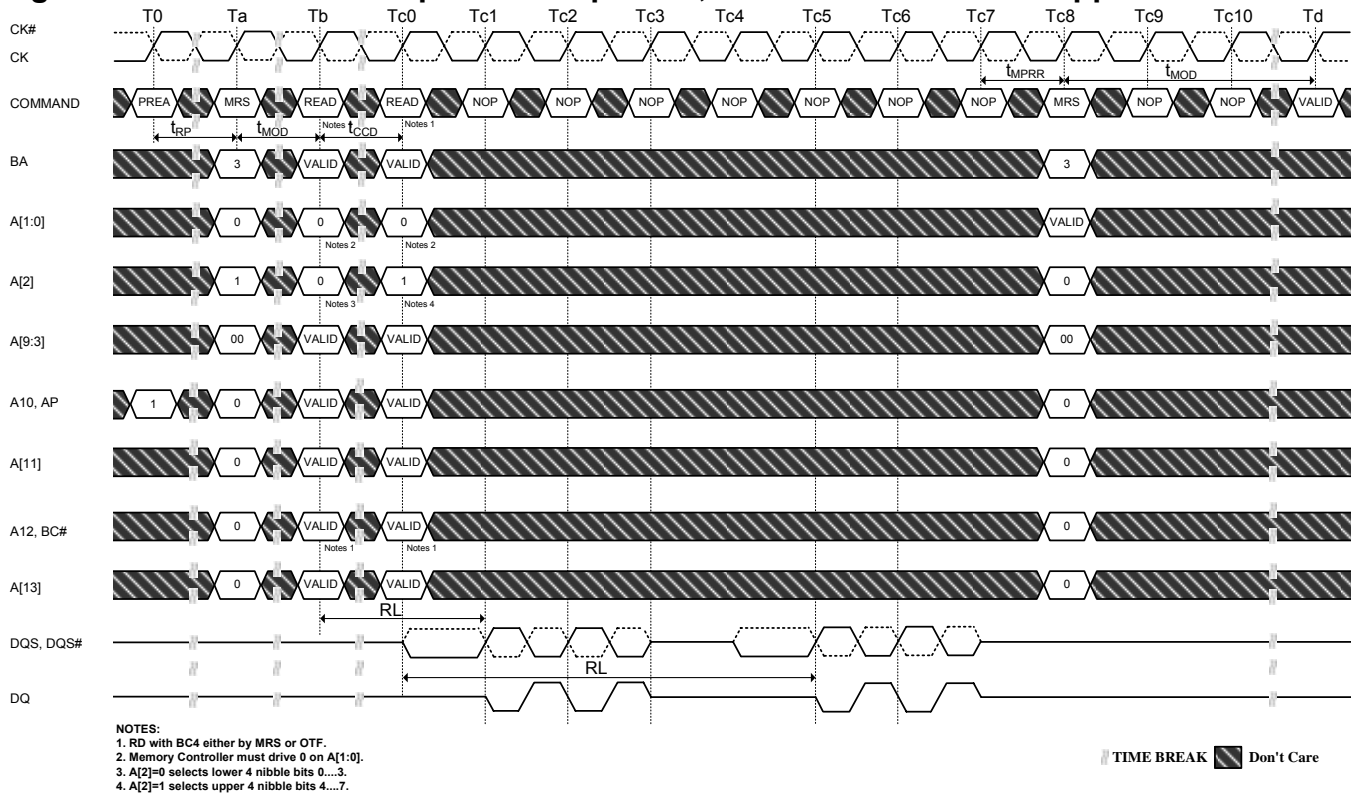 T0 Ta Tb Tc0 Tc1 Tc2 Tc3 Tc4 Tc5 Tc6 Tc7 Tc8 Tc9 Tc10 Td
CK#
CK
tMPRR tMOD
COMMAND PREA MRS READ READ NOP NOP NOP NOP NOP NOP NOP MRS NOP NOP VALID
Notes 1 Notes 1
tRP tMOD tCCD
BA 3 VALID VALID 3
A[1:0] 0 0 0 VALID
Notes 2 Notes 2
A[2] 1 0 1 0
Notes 3 Notes 4
A[9:3] 00 VALID VALID 00
A10, AP 1 0 VALID VALID 0
A[11] 0 VALID VALID 0
A12, BC# 0 VALID VALID 0
Notes 1 Notes 1
A[13] 0 VALID VALID 0
RL
DQS, DQS#
RL
DQ
NOTES:
1. RD with BC4 either by MRS or OTF.
2. Memory Controller must drive 0 on A[1:0].
3. A[2]=0 selects lower 4 nibble bits 0....3.
4. A[2]=1 selects upper 4 nibble bits 4....7.
TIME BREAK Don't Care